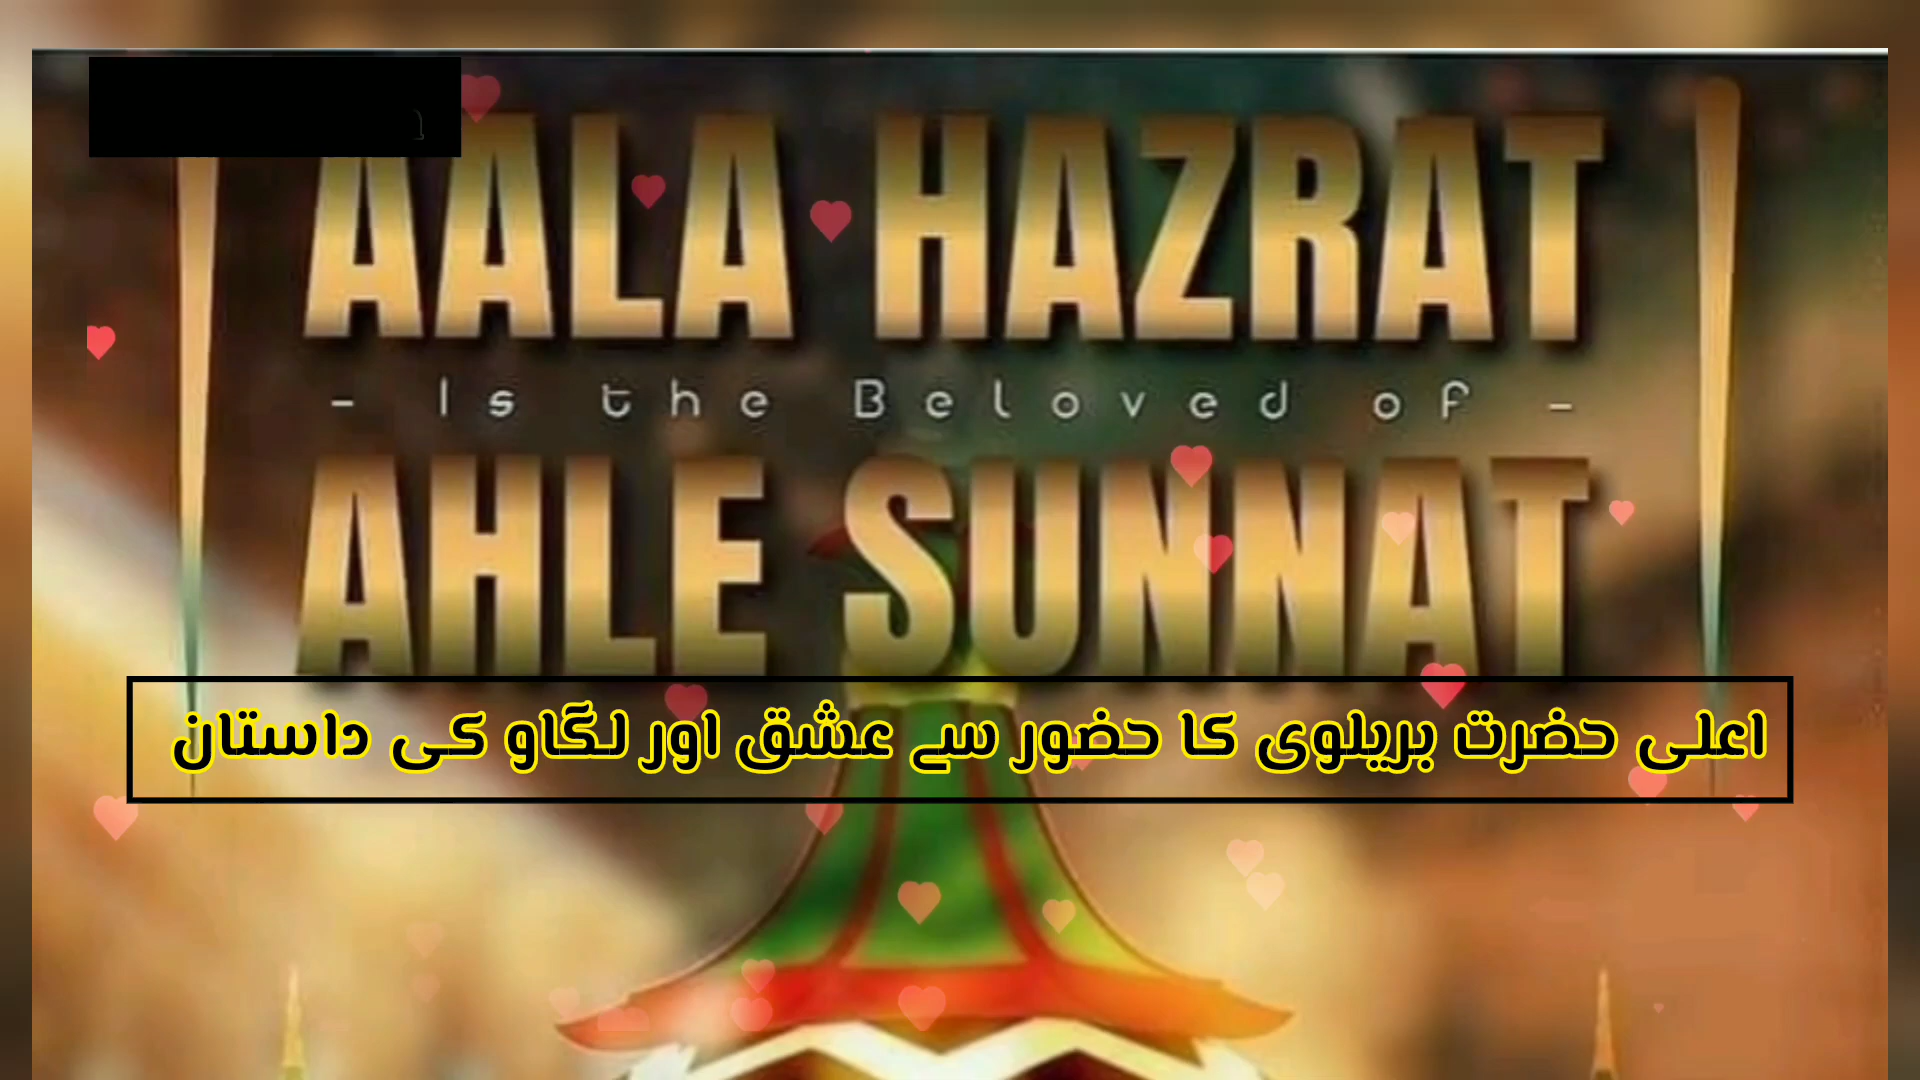 AALA HAZRAT
- Is the Beloved of -
AHLE SUNNAT
اعلی حضرت بریلوی کا حضور سے عشق اور لگاو کی داستان